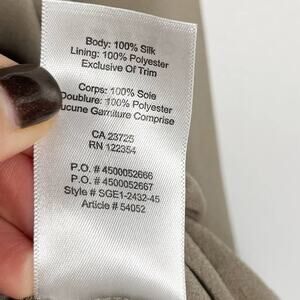 Body: 100% Silk
Lining: 100% Polyester
Exclusive Of Trim
Corps: 100% Soie
Doublure: 100% Polyester
ucune Garniture Comprise
CA 23725
RN 122354
P.O. # 4500052666
P.O. # 4500052667
Style # SGE1-2432-45
Article # 54052